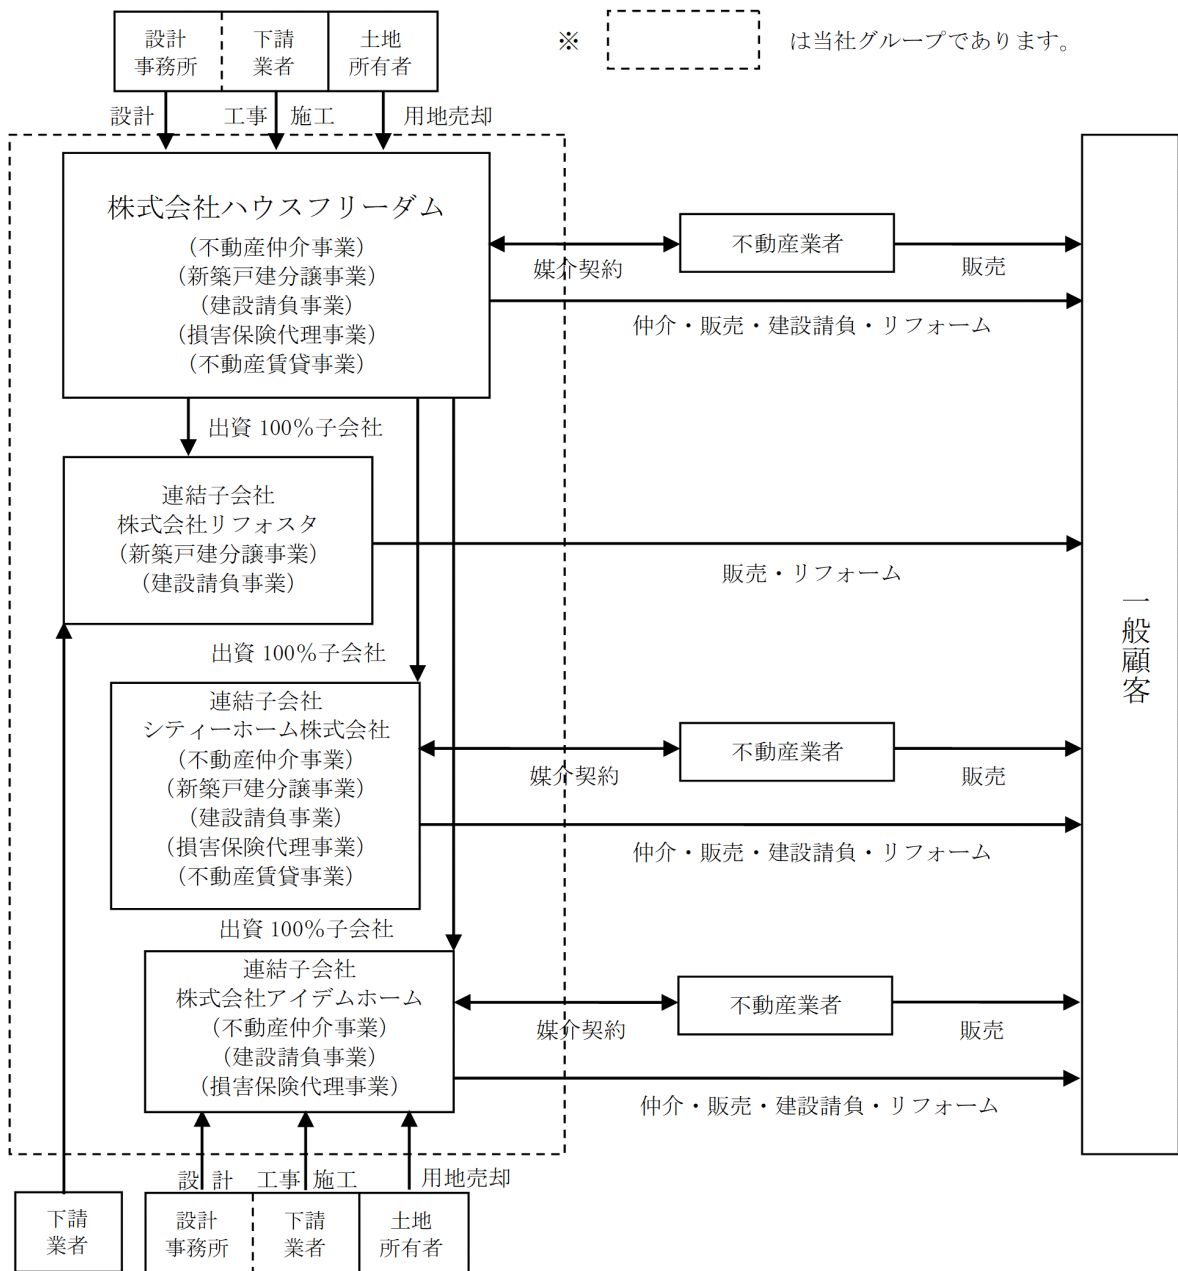 設計
事務所
下請
業者
土地
所有者
※
は当社グループであります。
設計
工事 施工
用地売却
株式会社ハウスフリーダム
（不動産仲介事業）
（新築戸建分譲事業）
（建設請負事業）
（損害保険代理事業）
（不動産賃貸事業）
媒介契約
不動産業者
販売
仲介・販売・建設請負・リフォーム
出資 100％子会社
連結子会社
株式会社リフォスタ
（新築戸建分譲事業）
（建設請負事業）
販売・リフォーム
一般顧客
出資 100％子会社
連結子会社
シティーホーム株式会社
（不動産仲介事業）
（新築戸建分譲事業）
（建設請負事業）
（損害保険代理事業）
（不動産賃貸事業）
媒介契約
不動産業者
販売
仲介・販売・建設請負・リフォーム
出資 100％子会社
連結子会社
株式会社アイデムホーム
（不動産仲介事業）
（建設請負事業）
（損害保険代理事業）
媒介契約
不動産業者
販売
仲介・販売・建設請負・リフォーム
設 計
工事 施工
用地売却
下請
業者
設計
事務所
下請
業者
土地
所有者